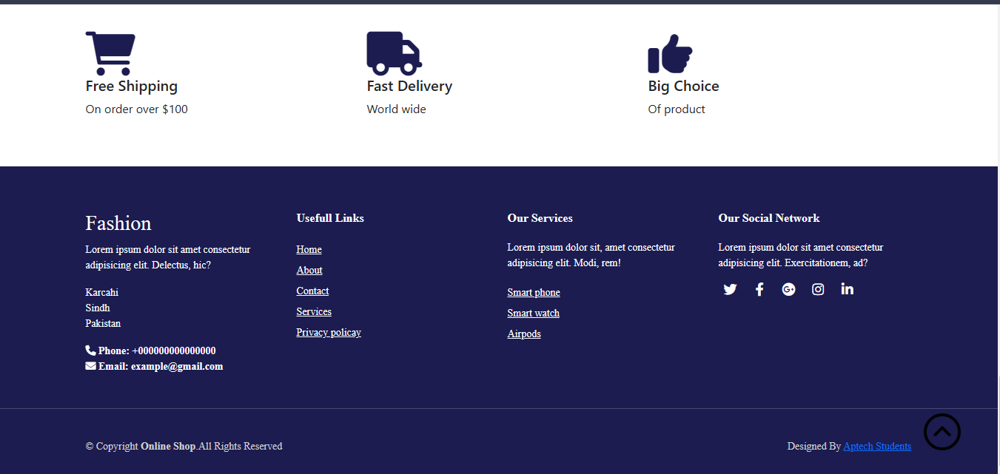 Free Shipping
On order over $100
Fast Delivery
World wide
Big Choice
Of product
Fashion
Lorem ipsum dolor sit amet consectetur
adipisicing elit. Delectus, hic?
Karcahi
Sindh
Pakistan
Phone: +000000000000000
Email: example@gmail.com
Usefull Links
Home
About
Contact
Services
Privacy policay
Our Services
Lorem ipsum dolor sit, amet consectetur
adipisicing elit. Modi, rem!
Smart phone
Smart watch
Airpods
Our Social Network
Lorem ipsum dolor sit amet consectetur
adipisicing elit. Exercitationem, ad?
© Copyright Online Shop.All Rights Reserved
Designed By Aptech Students